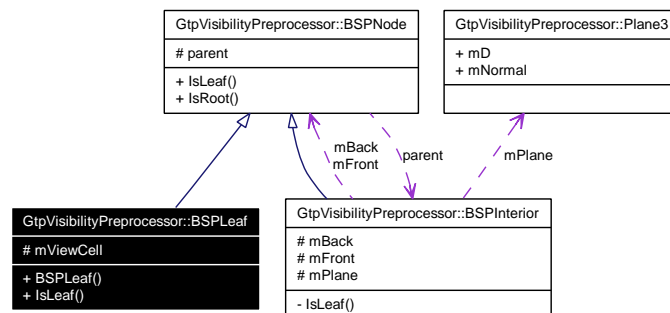 GtpVisibilityPreprocessor::BSPNode
# parent
+ IsLeaf()
+ IsRoot()
GtpVisibilityPreprocessor::Plane3
+ mD
+ mNormal
mBack
mFront
parent
mPlane
GtpVisibilityPreprocessor::BSPLeaf
# mViewCell
+ BSPLeaf()
+ IsLeaf()
GtpVisibilityPreprocessor::BSPInterior
# mBack
# mFront
# mPlane
- IsLeaf()